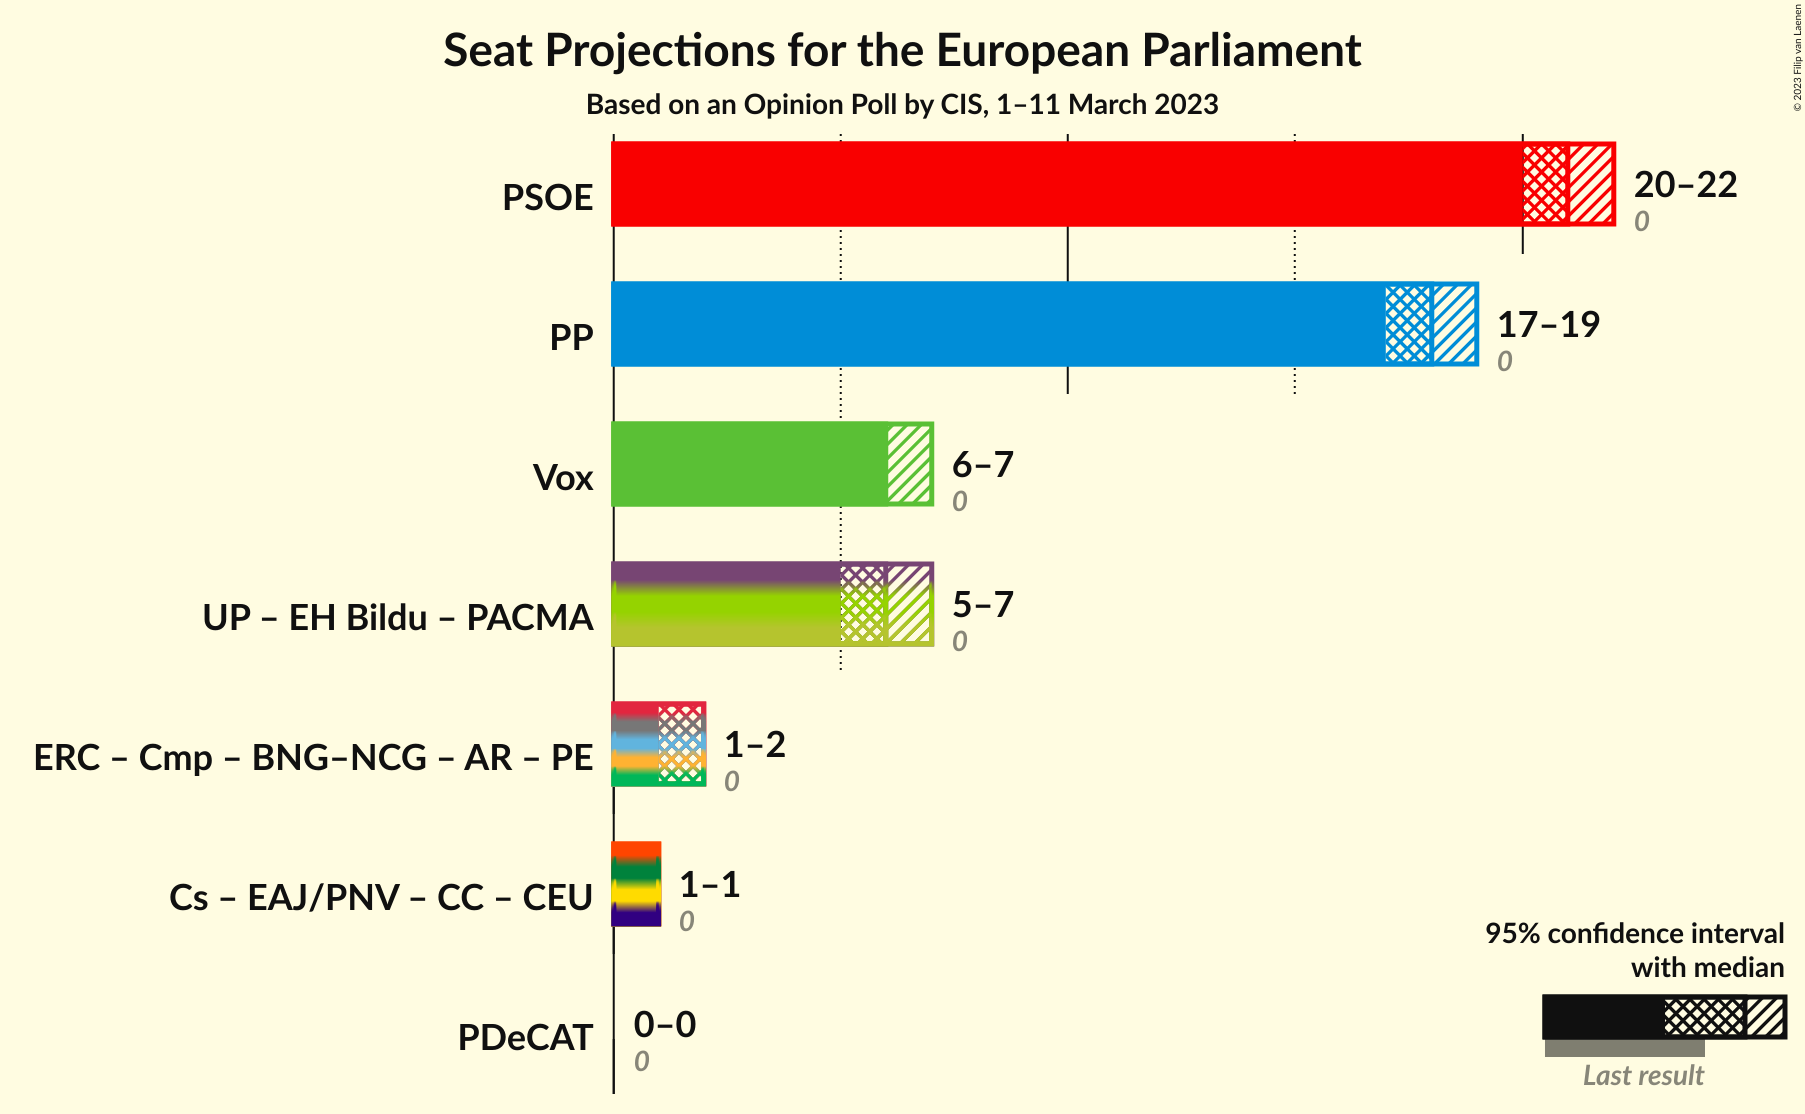 Seat Projections for the European Parliament
Based on an Opinion Poll by CIS, 1–11 March 2023
© 2023 Filip van Laenen
PSOE
20–22
0
PP
17–19
0
Vox
6–7
0
UP – EH Bildu – PACMA
5–7
0
ERC – Cmp – BNG–NCG – AR – PE
1–2
0
Cs – EAJ/PNV – CC – CEU
1–1
0
PDeCAT
0–0
0
95% confidence interval
with median
Last result